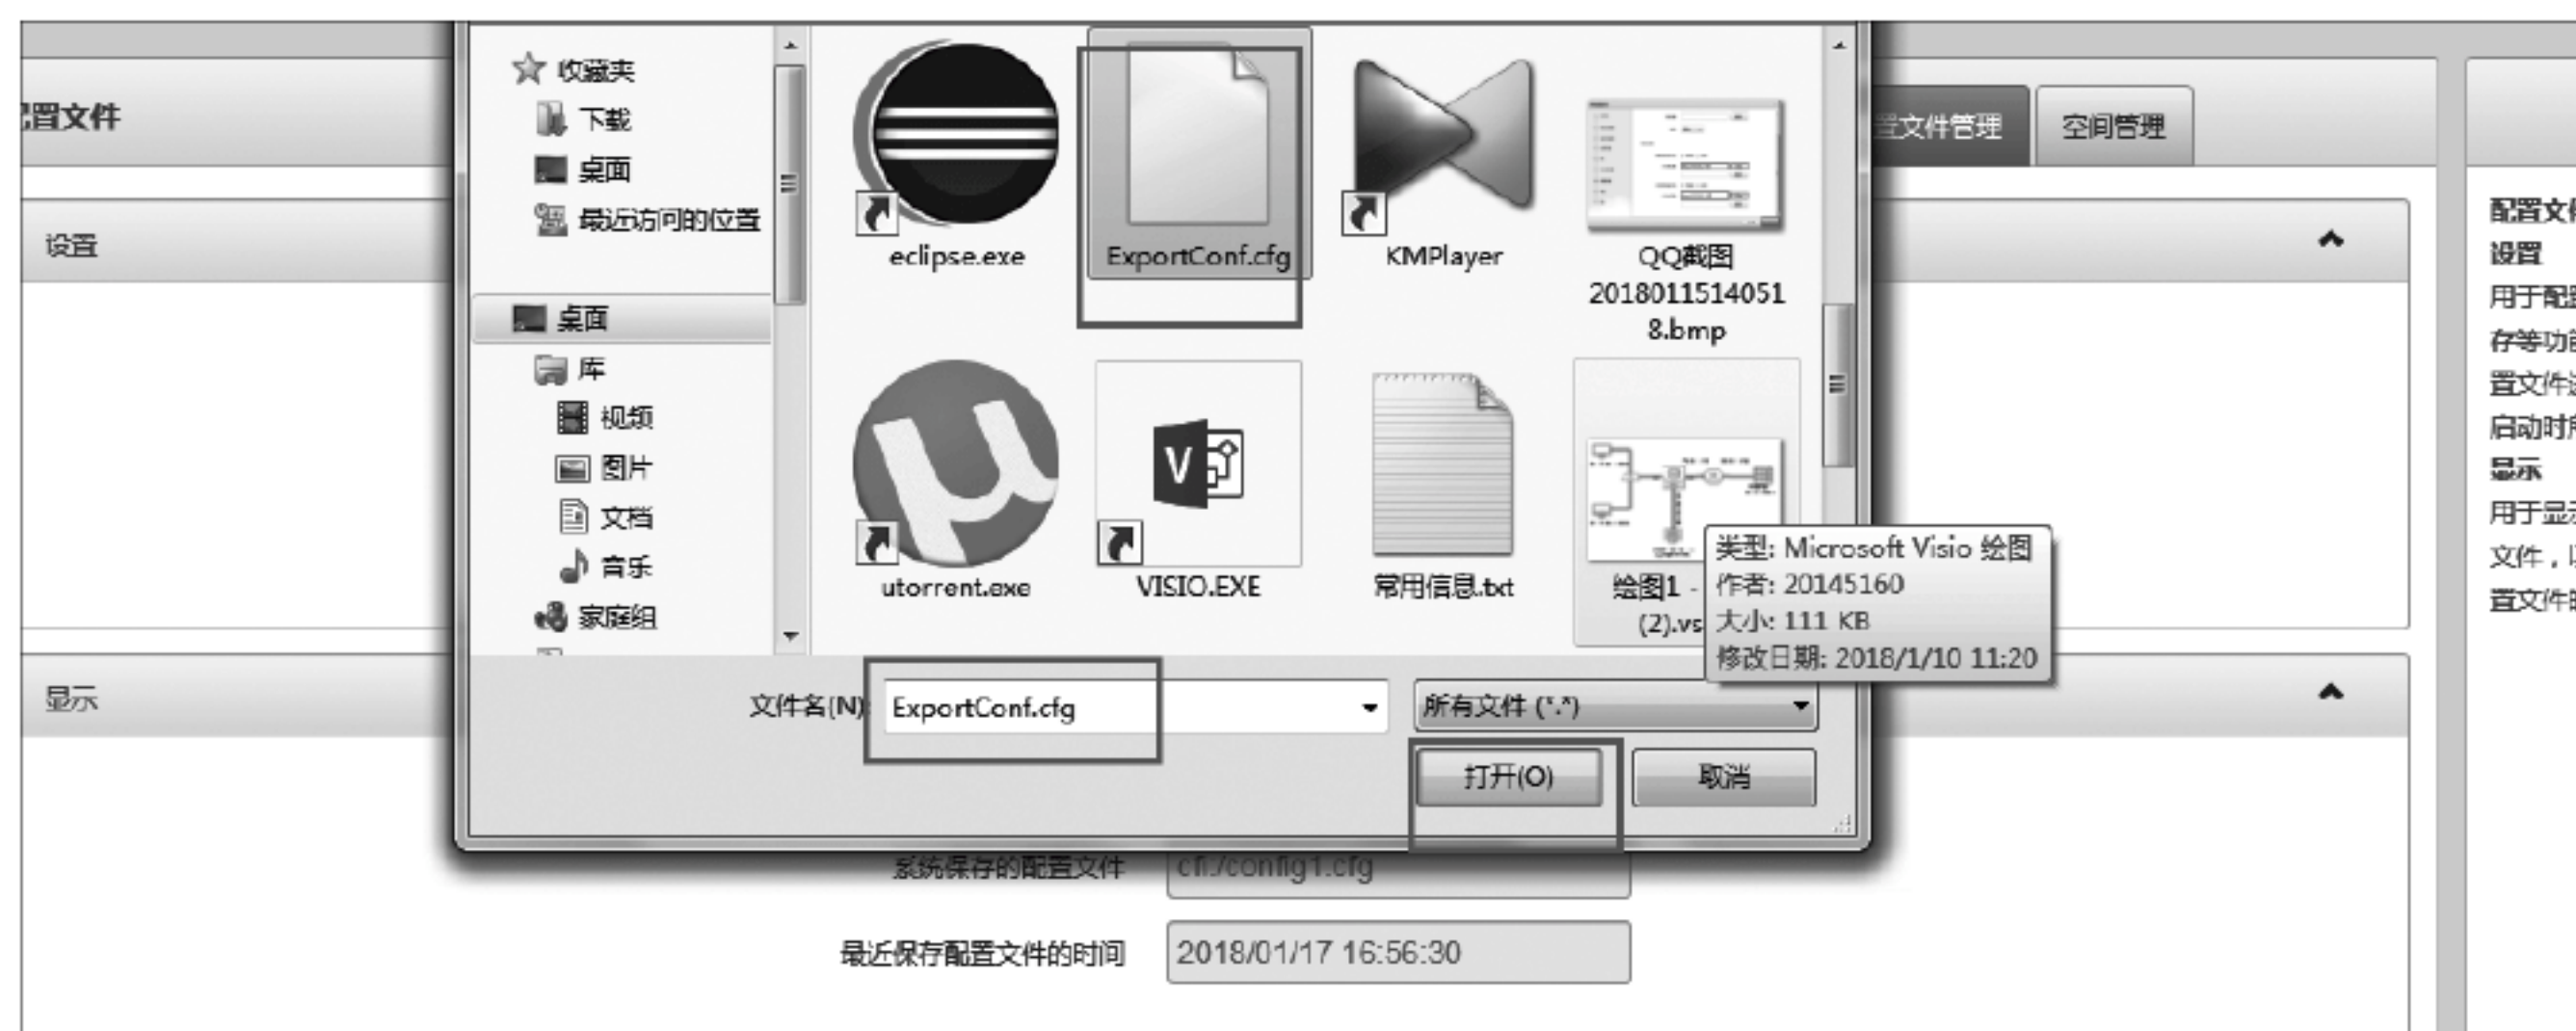 置文件
设置
显示
收藏夹
下载
桌面
最近访问的位置
桌面
库
视频
图片
文档
音乐
家庭组
eclipse.exe
ExportConf.cfg
KMPlayer
QQ截图
2018011514051
8.bmp
utorrent.exe
VISIO.EXE
常用信息.txt
绘图1 -
(2).vs
类型: Microsoft Visio 绘图
作者: 20145160
大小: 111 KB
修改日期: 2018/1/10 11:20
文件名(N)
ExportConf.cfg
所有文件 (*.*)
打开(O)
取消
置文件管理
空间管理
系统保存的配置文件
cfi:/config1.cfg
最近保存配置文件的时间
2018/01/17 16:56:30
配置文件
设置
用于配置
存等功
置文件
启动时
显示
用于显
文件，
置文件